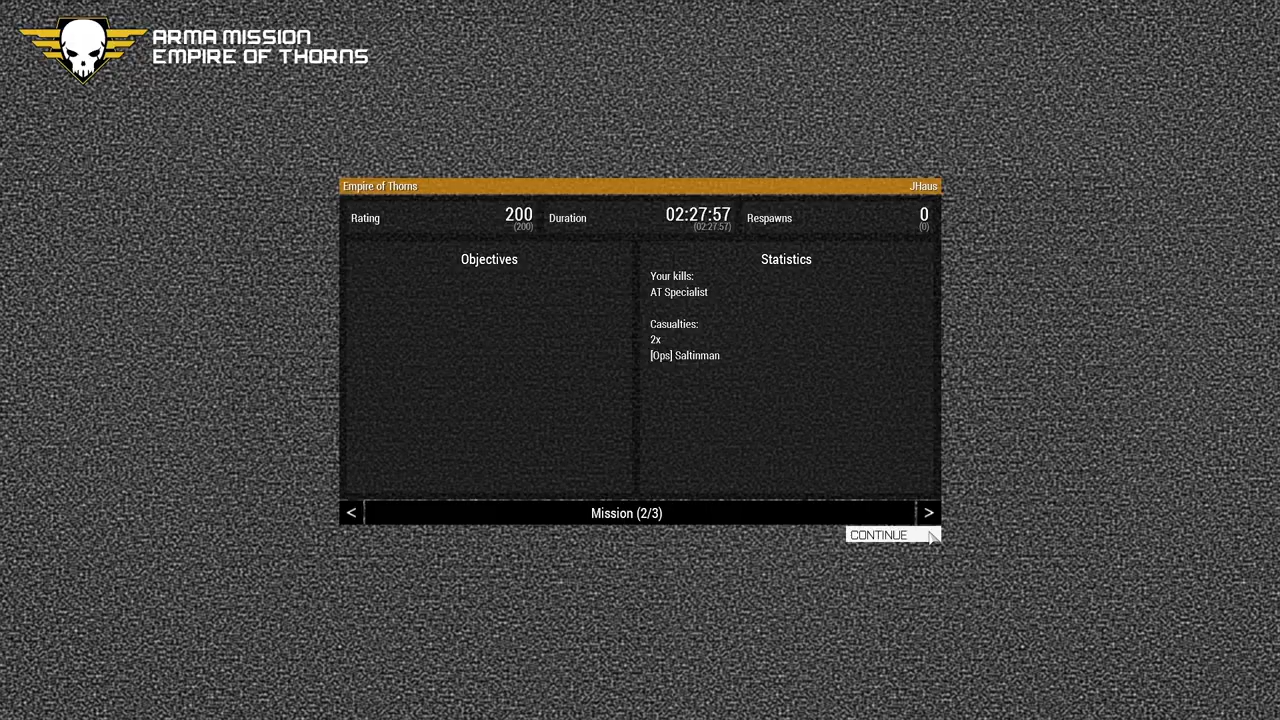 ARMA MISSION
EMPIRE OF THORNS
Empire of Thorns JHaus
Rating 200 Duration 02:27:57 Respawns 0
(200) (02:27:57) (0)
Objectives Statistics
Your kills:
AT Specialist
Casualties:
2x
[Ops] Saltinman
< Mission (2/3) >
CONTINUE